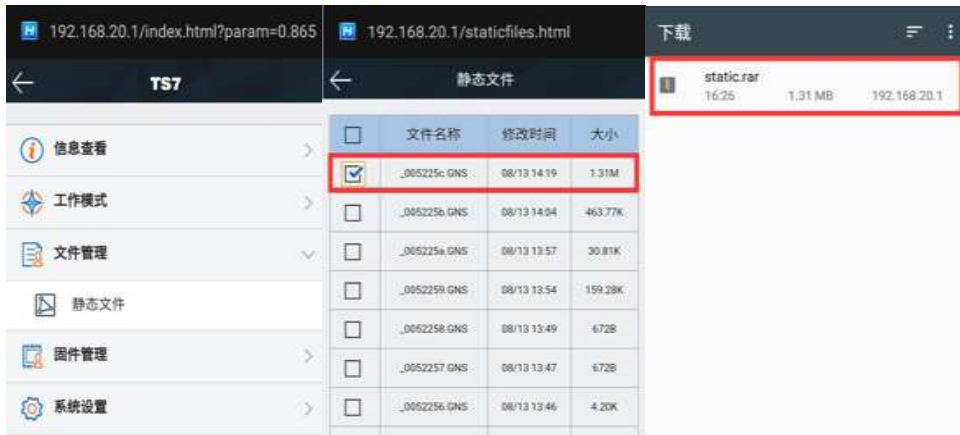 192.168.20.1/index.html?param=0.865
TS7
信息查看
工作模式
文件管理
静态文件
固件管理
系统设置
192.168.20.1/staticfiles.html
静态文件
文件名称 修改时间 大小
_005225c.GNS 08/13 14:19 1.31M
_005225b.GNS 08/13 14:04 463.77K
_005225a.GNS 08/13 13:57 30.81K
_0052259.GNS 08/13 13:54 159.28K
_0052258.GNS 08/13 13:49 672B
_0052257.GNS 08/13 13:47 672B
_0052256.GNS 08/13 13:46 4.20K
下载
static.rar
16:26 1.31 MB 192.168.20.1